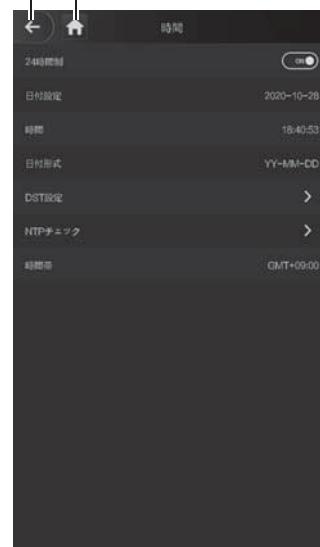 時間
24時間制 ON
日付設定 2020-10-28
時間 18:40:53
日付形式 YY-MM-DD
DST設定
NTPチェック
時間帯 GMT+09:00